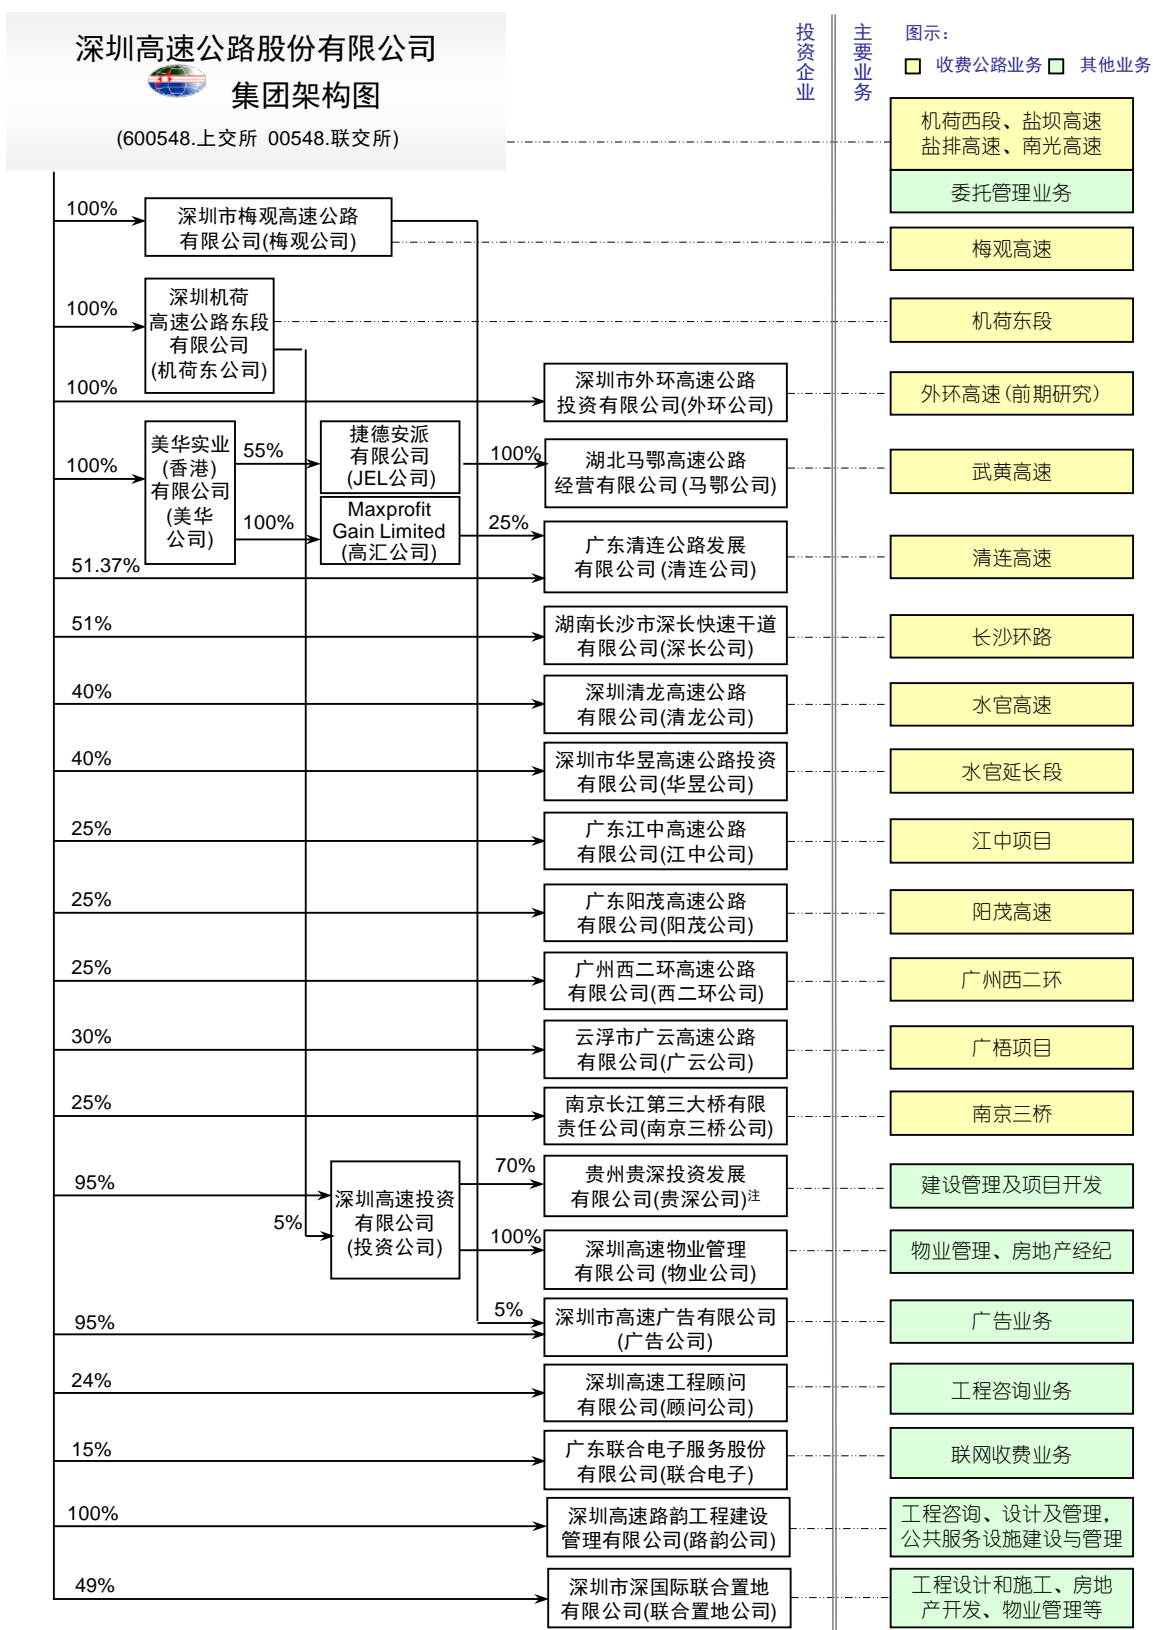 深圳高速公路股份有限公司
集团架构图
(600548.上交所 00548.联交所)
投资企业
主要业务
图示：
收费公路业务
其他业务
机荷西段、盐坝高速
盐排高速、南光高速
委托管理业务
100%
深圳市梅观高速公路
有限公司(梅观公司)
梅观高速
100%
深圳机荷
高速公路东段
有限公司
(机荷东公司)
机荷东段
100%
深圳市外环高速公路
投资有限公司(外环公司)
外环高速(前期研究)
100%
美华实业
(香港)
有限公司
(美华
公司)
55%
捷德安派
有限公司
(JEL公司)
100%
湖北马鄂高速公路
经营有限公司(马鄂公司)
武黄高速
100%
Maxprofit
Gain Limited
(高汇公司)
25%
51.37%
广东清连公路发展
有限公司(清连公司)
清连高速
51%
湖南长沙市深长快速干道
有限公司(深长公司)
长沙环路
40%
深圳清龙高速公路
有限公司(清龙公司)
水官高速
40%
深圳市华昱高速公路投资
有限公司(华昱公司)
水官延长段
25%
广东江中高速公路
有限公司(江中公司)
江中项目
25%
广东阳茂高速公路
有限公司(阳茂公司)
阳茂高速
25%
广州西二环高速公路
有限公司(西二环公司)
广州西二环
30%
云浮市广云高速公路
有限公司(广云公司)
广梧项目
25%
南京长江第三大桥有限
责任公司(南京三桥公司)
南京三桥
95%
5%
深圳高速投资
有限公司
(投资公司)
70%
贵州贵深投资发展
有限公司(贵深公司)注
建设管理及项目开发
100%
深圳高速物业管理
有限公司(物业公司)
物业管理、房地产经纪
5%
95%
深圳市高速广告有限公司
(广告公司)
广告业务
24%
深圳高速工程顾问
有限公司(顾问公司)
工程咨询业务
15%
广东联合电子服务股份
有限公司(联合电子)
联网收费业务
100%
深圳高速路韵工程建设
管理有限公司(路韵公司)
工程咨询、设计及管理，
公共服务设施建设与管理
49%
深圳市深国际联合置地
有限公司(联合置地公司)
工程设计和施工、房地
产开发、物业管理等